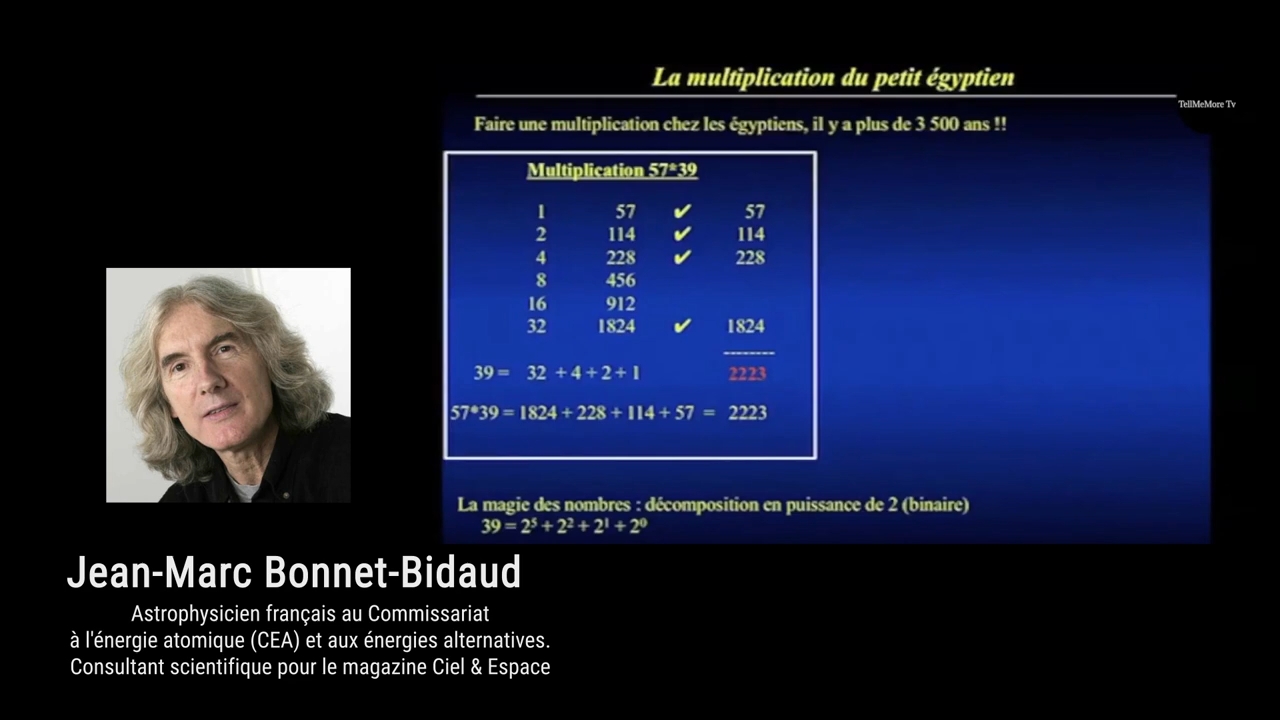 La multiplication du petit égyptien
TellMeMore Tv
Faire une multiplication chez les égyptiens, il y a plus de 3 500 ans !!
Multiplication 57*39
1 57 ✔ 57
2 114 ✔ 114
4 228 ✔ 228
8 456
16 912
32 1824 ✔ 1824
--------
39 = 32 + 4 + 2 + 1 2223
57*39 = 1824 + 228 + 114 + 57 = 2223
La magie des nombres : décomposition en puissance de 2 (binaire)
39 = 2⁵ + 2² + 2¹ + 2⁰
Jean-Marc Bonnet-Bidaud
Astrophysicien français au Commissariat
à l'énergie atomique (CEA) et aux énergies alternatives.
Consultant scientifique pour le magazine Ciel & Espace